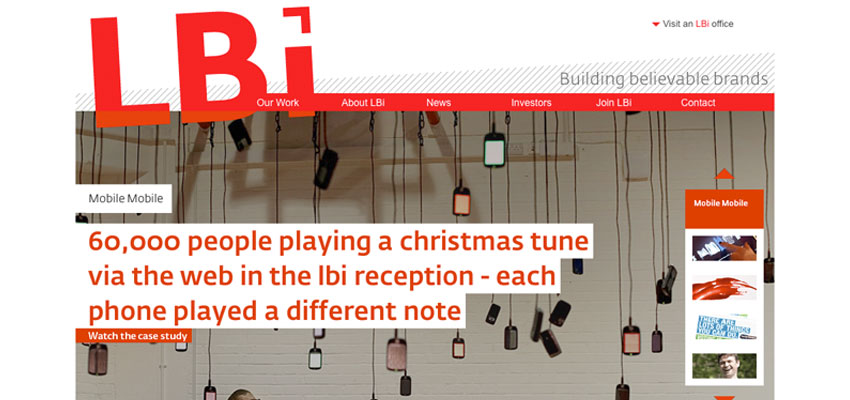 LBi
Visit an LBi office
Building believable brands
Our Work
About LBi
News
Investors
Join LBi
Contact
Mobile Mobile
60,000 people playing a christmas tune
via the web in the lbi reception - each
phone played a different note
Watch the case study
Mobile Mobile
THERE ARE
LOTS OF THINGS
YOU CAN DO.